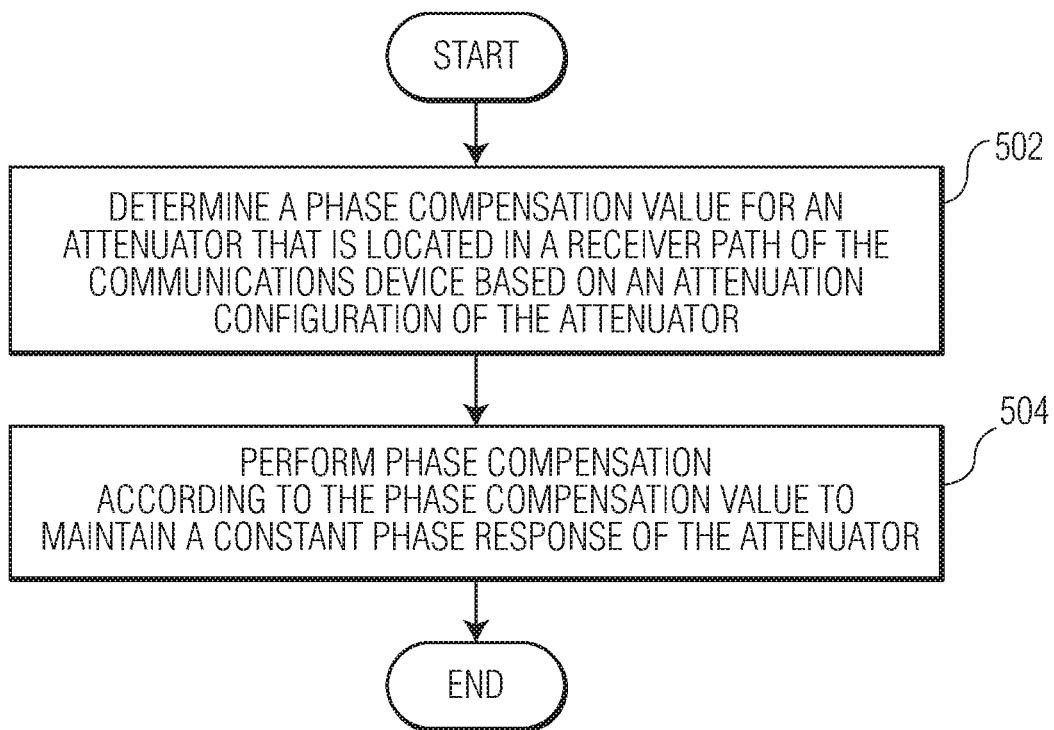 START
502
DETERMINE A PHASE COMPENSATION VALUE FOR AN
ATTENUATOR THAT IS LOCATED IN A RECEIVER PATH OF THE
COMMUNICATIONS DEVICE BASED ON AN ATTENUATION
CONFIGURATION OF THE ATTENUATOR
504
PERFORM PHASE COMPENSATION
ACCORDING TO THE PHASE COMPENSATION VALUE TO
MAINTAIN A CONSTANT PHASE RESPONSE OF THE ATTENUATOR
END